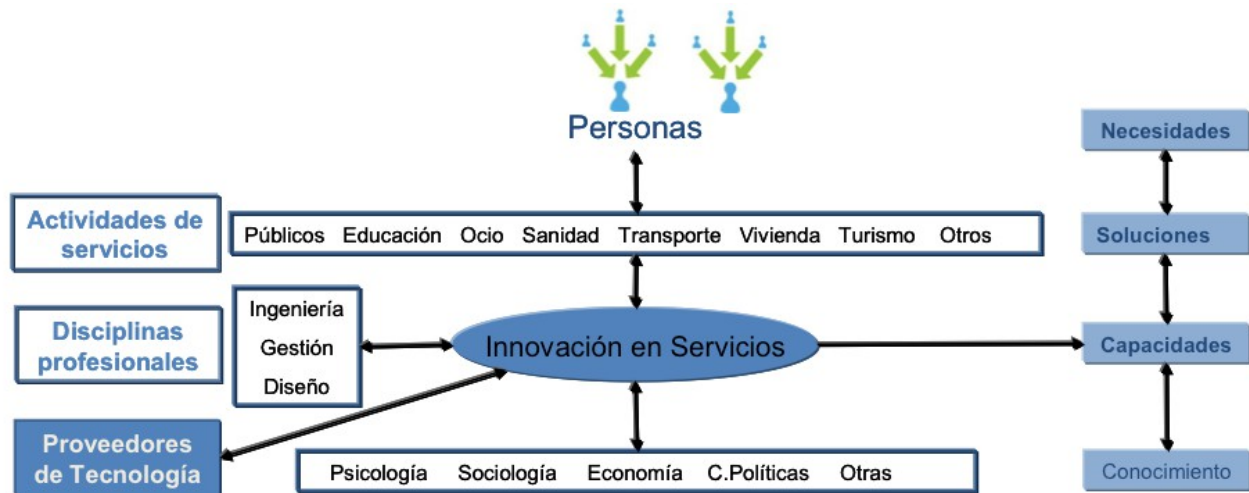 Personas
Necesidades
Actividades de
servicios
Públicos Educación Ocio Sanidad Transporte Vivienda Turismo Otros
Soluciones
Disciplinas
profesionales
Ingeniería
Gestión
Diseño
Innovación en Servicios
Capacidades
Proveedores
de Tecnología
Psicología Sociología Economía C.Políticas Otras
Conocimiento